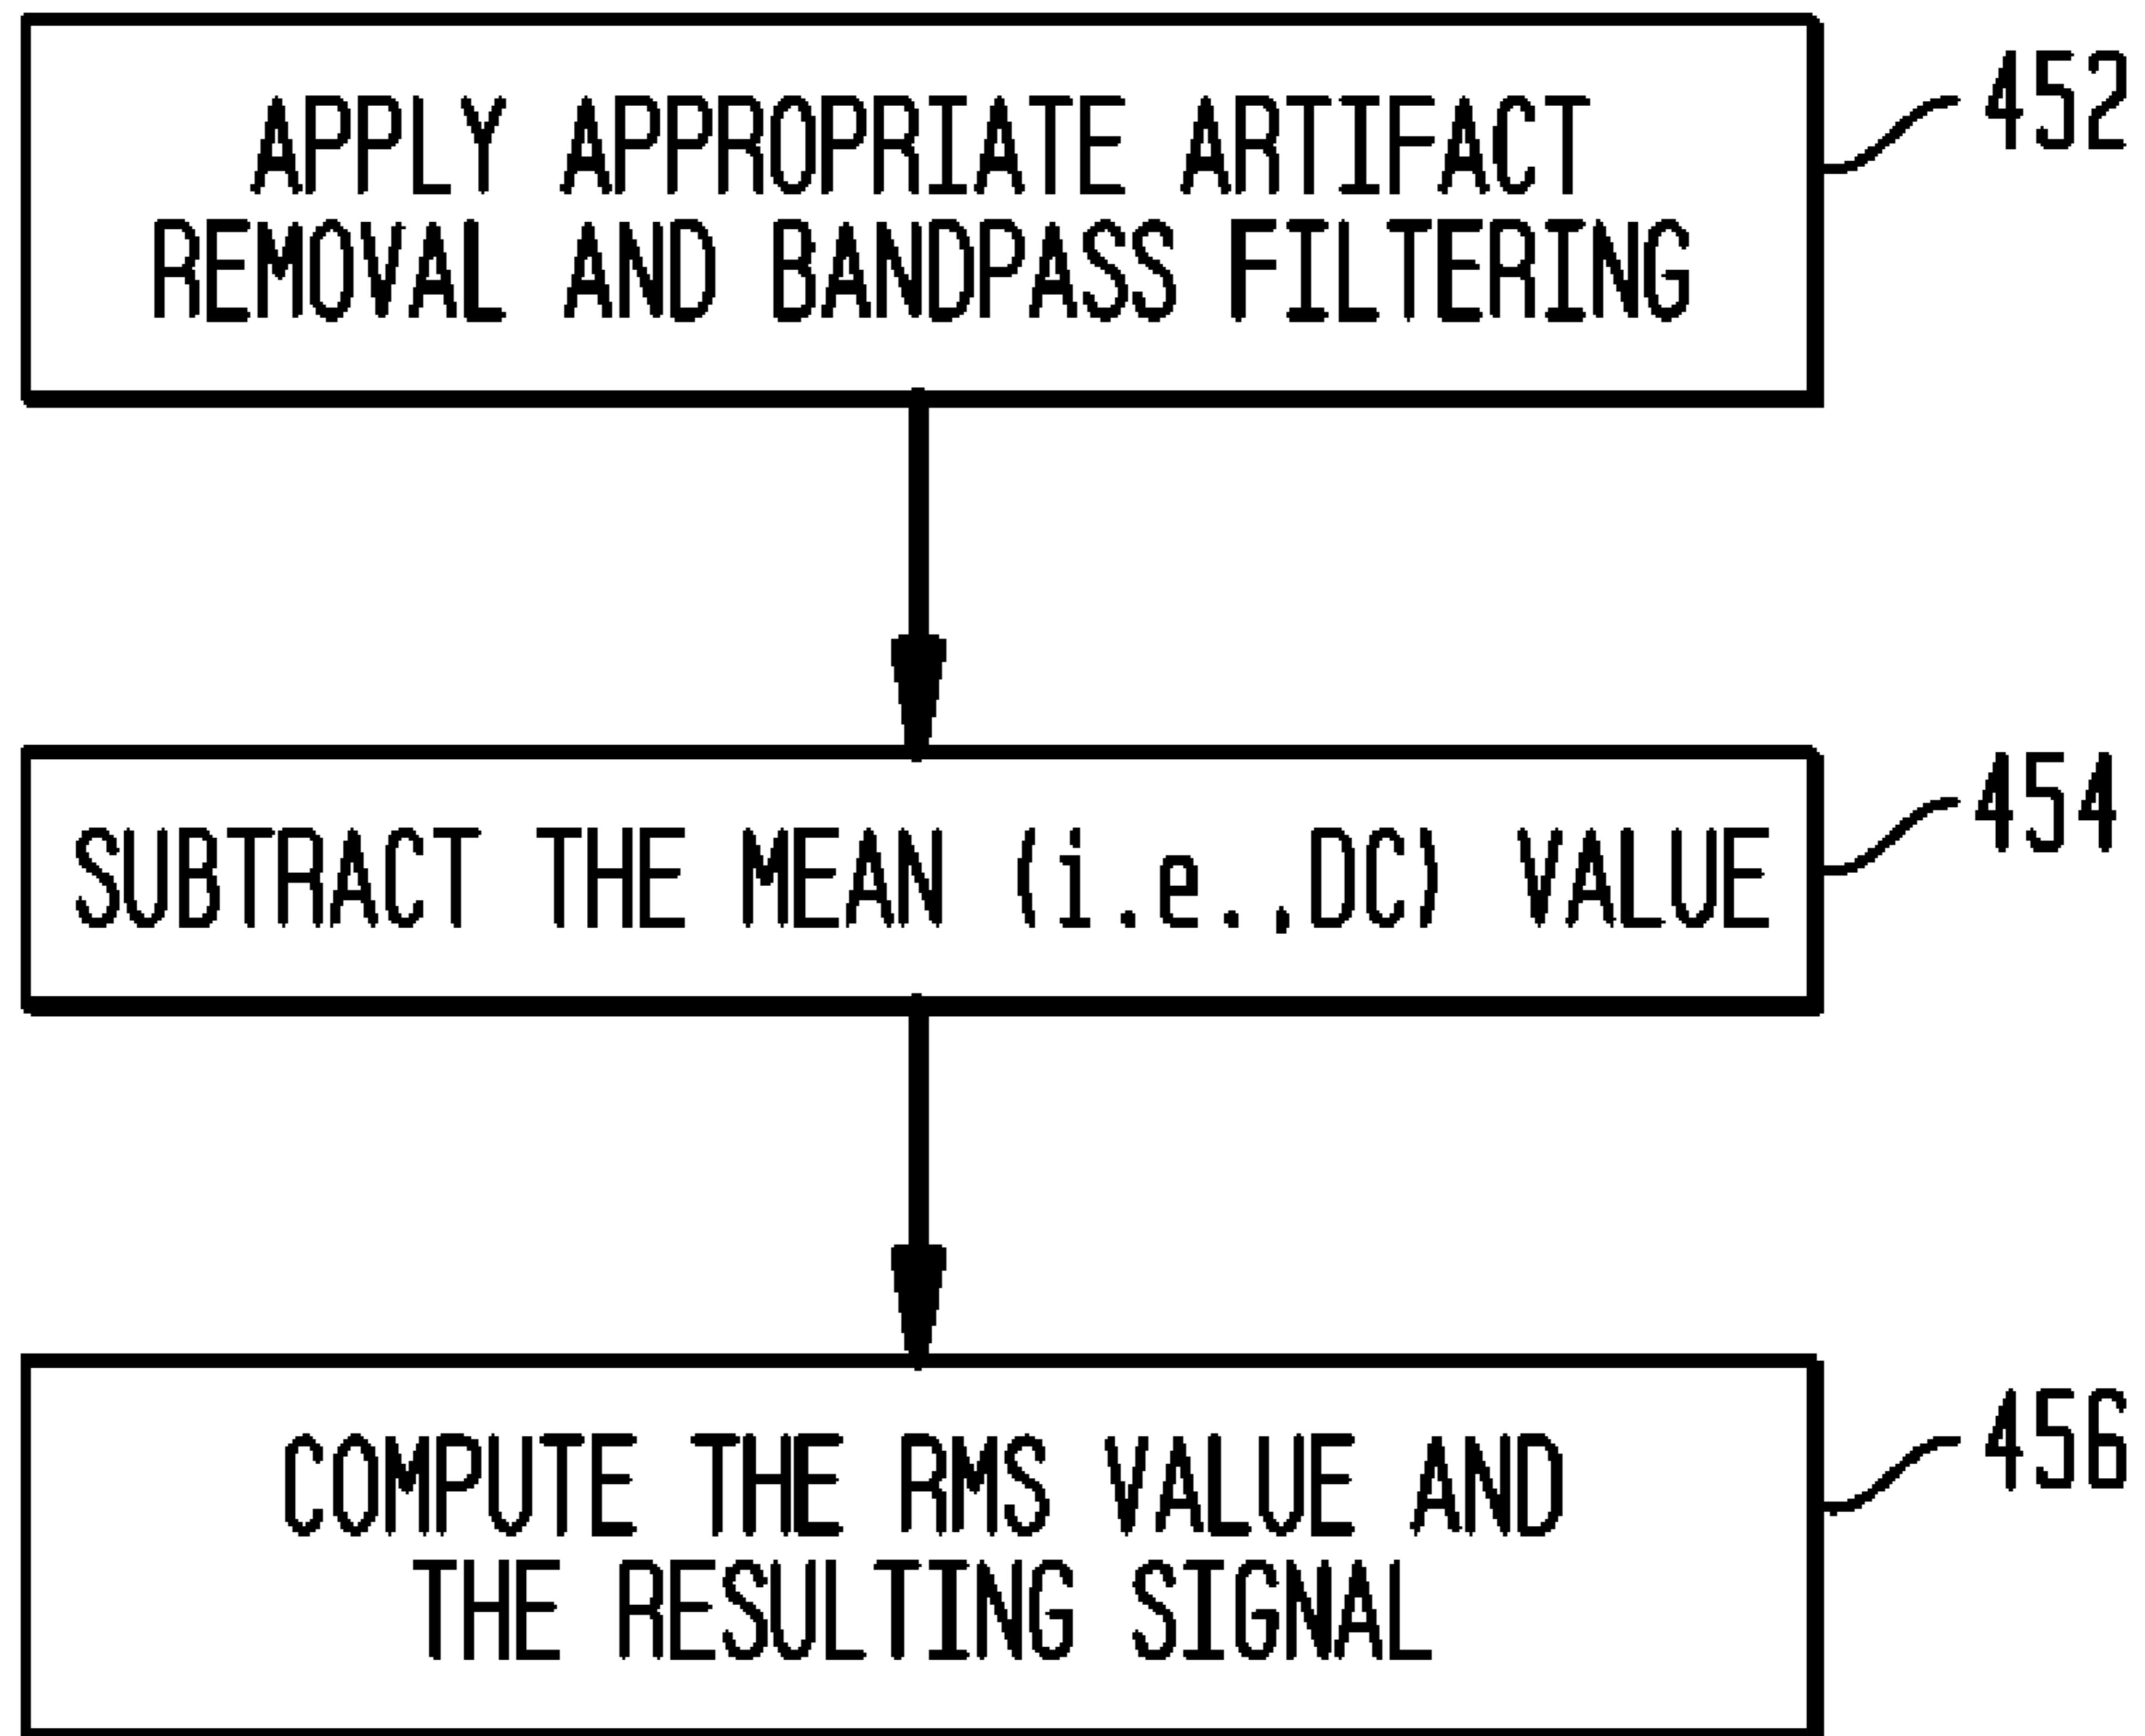 APPLY APPROPRIATE ARTIFACT
REMOVAL AND BANDPASS FILTERING
452
SUBTRACT THE MEAN (i.e.,DC) VALUE
454
COMPUTE THE RMS VALUE AND
THE RESULTING SIGNAL
456